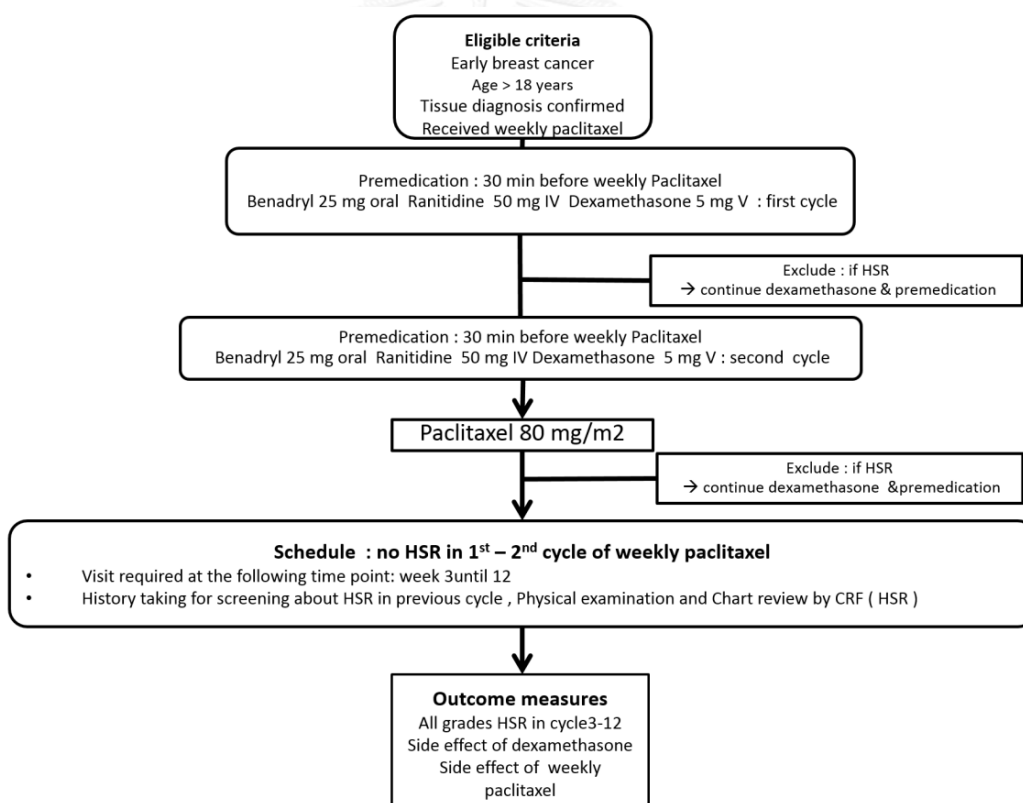 Eligible criteria
Early breast cancer
Age > 18 years
Tissue diagnosis confirmed
Received weekly paclitaxel
Premedication : 30 min before weekly Paclitaxel
Benadryl 25 mg oral Ranitidine 50 mg IV Dexamethasone 5 mg V : first cycle
Exclude : if HSR
→ continue dexamethasone & premedication
Premedication : 30 min before weekly Paclitaxel
Benadryl 25 mg oral Ranitidine 50 mg IV Dexamethasone 5 mg V : second cycle
Paclitaxel 80 mg/m2
Exclude : if HSR
→ continue dexamethasone &premedication
Schedule : no HSR in 1st – 2nd cycle of weekly paclitaxel
• Visit required at the following time point: week 3until 12
• History taking for screening about HSR in previous cycle , Physical examination and Chart review by CRF ( HSR )
Outcome measures
All grades HSR in cycle3-12
Side effect of dexamethasone
Side effect of weekly
paclitaxel